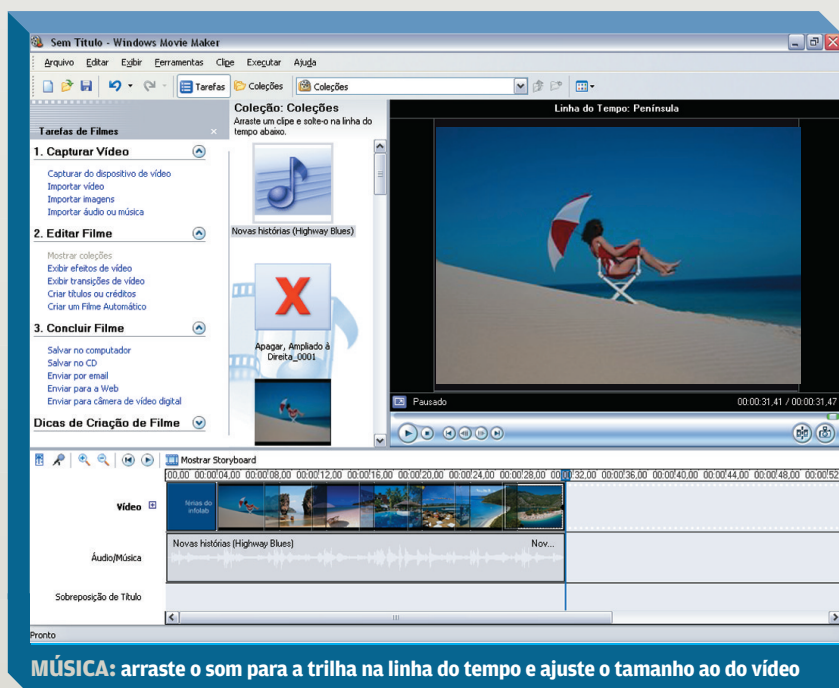 Sem Título - Windows Movie Maker
Arquivo Editar Exibir Ferramentas Clipe Executar Ajuda
Tarefas Coleções Coleções
Tarefas de Filmes
1. Capturar Vídeo
Capturar do dispositivo de vídeo
Importar vídeo
Importar imagens
Importar áudio ou música
2. Editar Filme
Mostrar coleções
Exibir efeitos de vídeo
Exibir transições de vídeo
Criar títulos ou créditos
Criar um Filme Automático
3. Concluir Filme
Salvar no computador
Salvar no CD
Enviar por email
Enviar para a Web
Enviar para câmera de vídeo digital
Dicas de Criação de Filme
Coleção: Coleções
Arraste um clipe e solte-o na linha do
tempo abaixo.
Novas histórias (Highway Blues)
Apagar, Ampliado à
Direita_0001
Linha do Tempo: Península
Pausado 00:00:31,41 / 00:00:31,47
Mostrar Storyboard
00,00 00:00:04,00 00:00:08,00 00:00:12,00 00:00:16,00 00:00:20,00 00:00:24,00 00:00:28,00 00:00:32,00 00:00:36,00 00:00:40,00 00:00:44,00 00:00:48,00 00:00:52
Vídeo
férias do
infolab
Áudio/Música
Novas histórias (Highway Blues) Nov...
Sobreposição de Título
Pronto
MÚSICA: arraste o som para a trilha na linha do tempo e ajuste o tamanho ao do vídeo